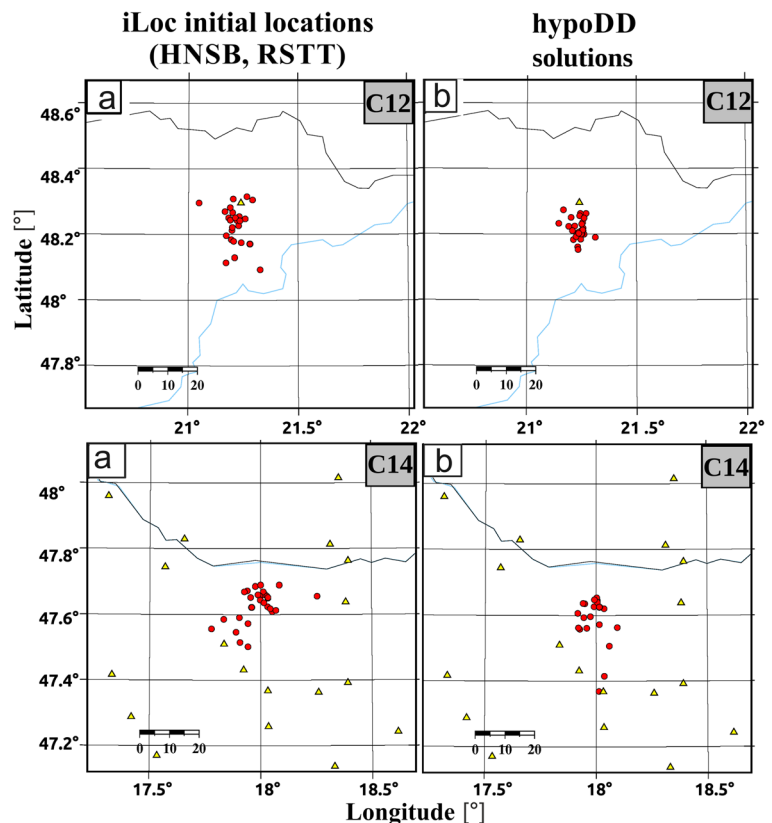 iLoc initial locations
(HNSB, RSTT)
hypoDD
solutions
a
C12
b
C12
48.6°
48.4°
48.2°
48°
47.8°
0 10 20
0 10 20
21° 21.5° 22
21° 21.5° 22°
Latitude [°]
a
C14
b
C14
48°
47.8°
47.6°
47.4°
47.2°
0 10 20
0 10 20
17.5° 18° 18.5°
17.5° 18° 18.5°
Longitude [°]